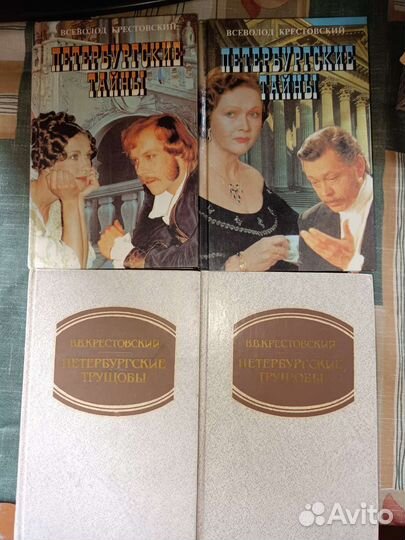 ВСЕВОЛОД КРЕСТОВСКИЙ
ПЕТЕРБУРГСКИЕ
ТАЙНЫ
ВСЕВОЛОД КРЕСТОВСКИЙ
ПЕТЕРБУРГСКИЕ
ТАЙНЫ
В.В.КРЕСТОВСКИЙ
ПЕТЕРБУРГСКИЕ
ТРУЩОБЫ
В.В.КРЕСТОВСКИЙ
ПЕТЕРБУРГСКИЕ
ТРУЩОБЫ
Avito